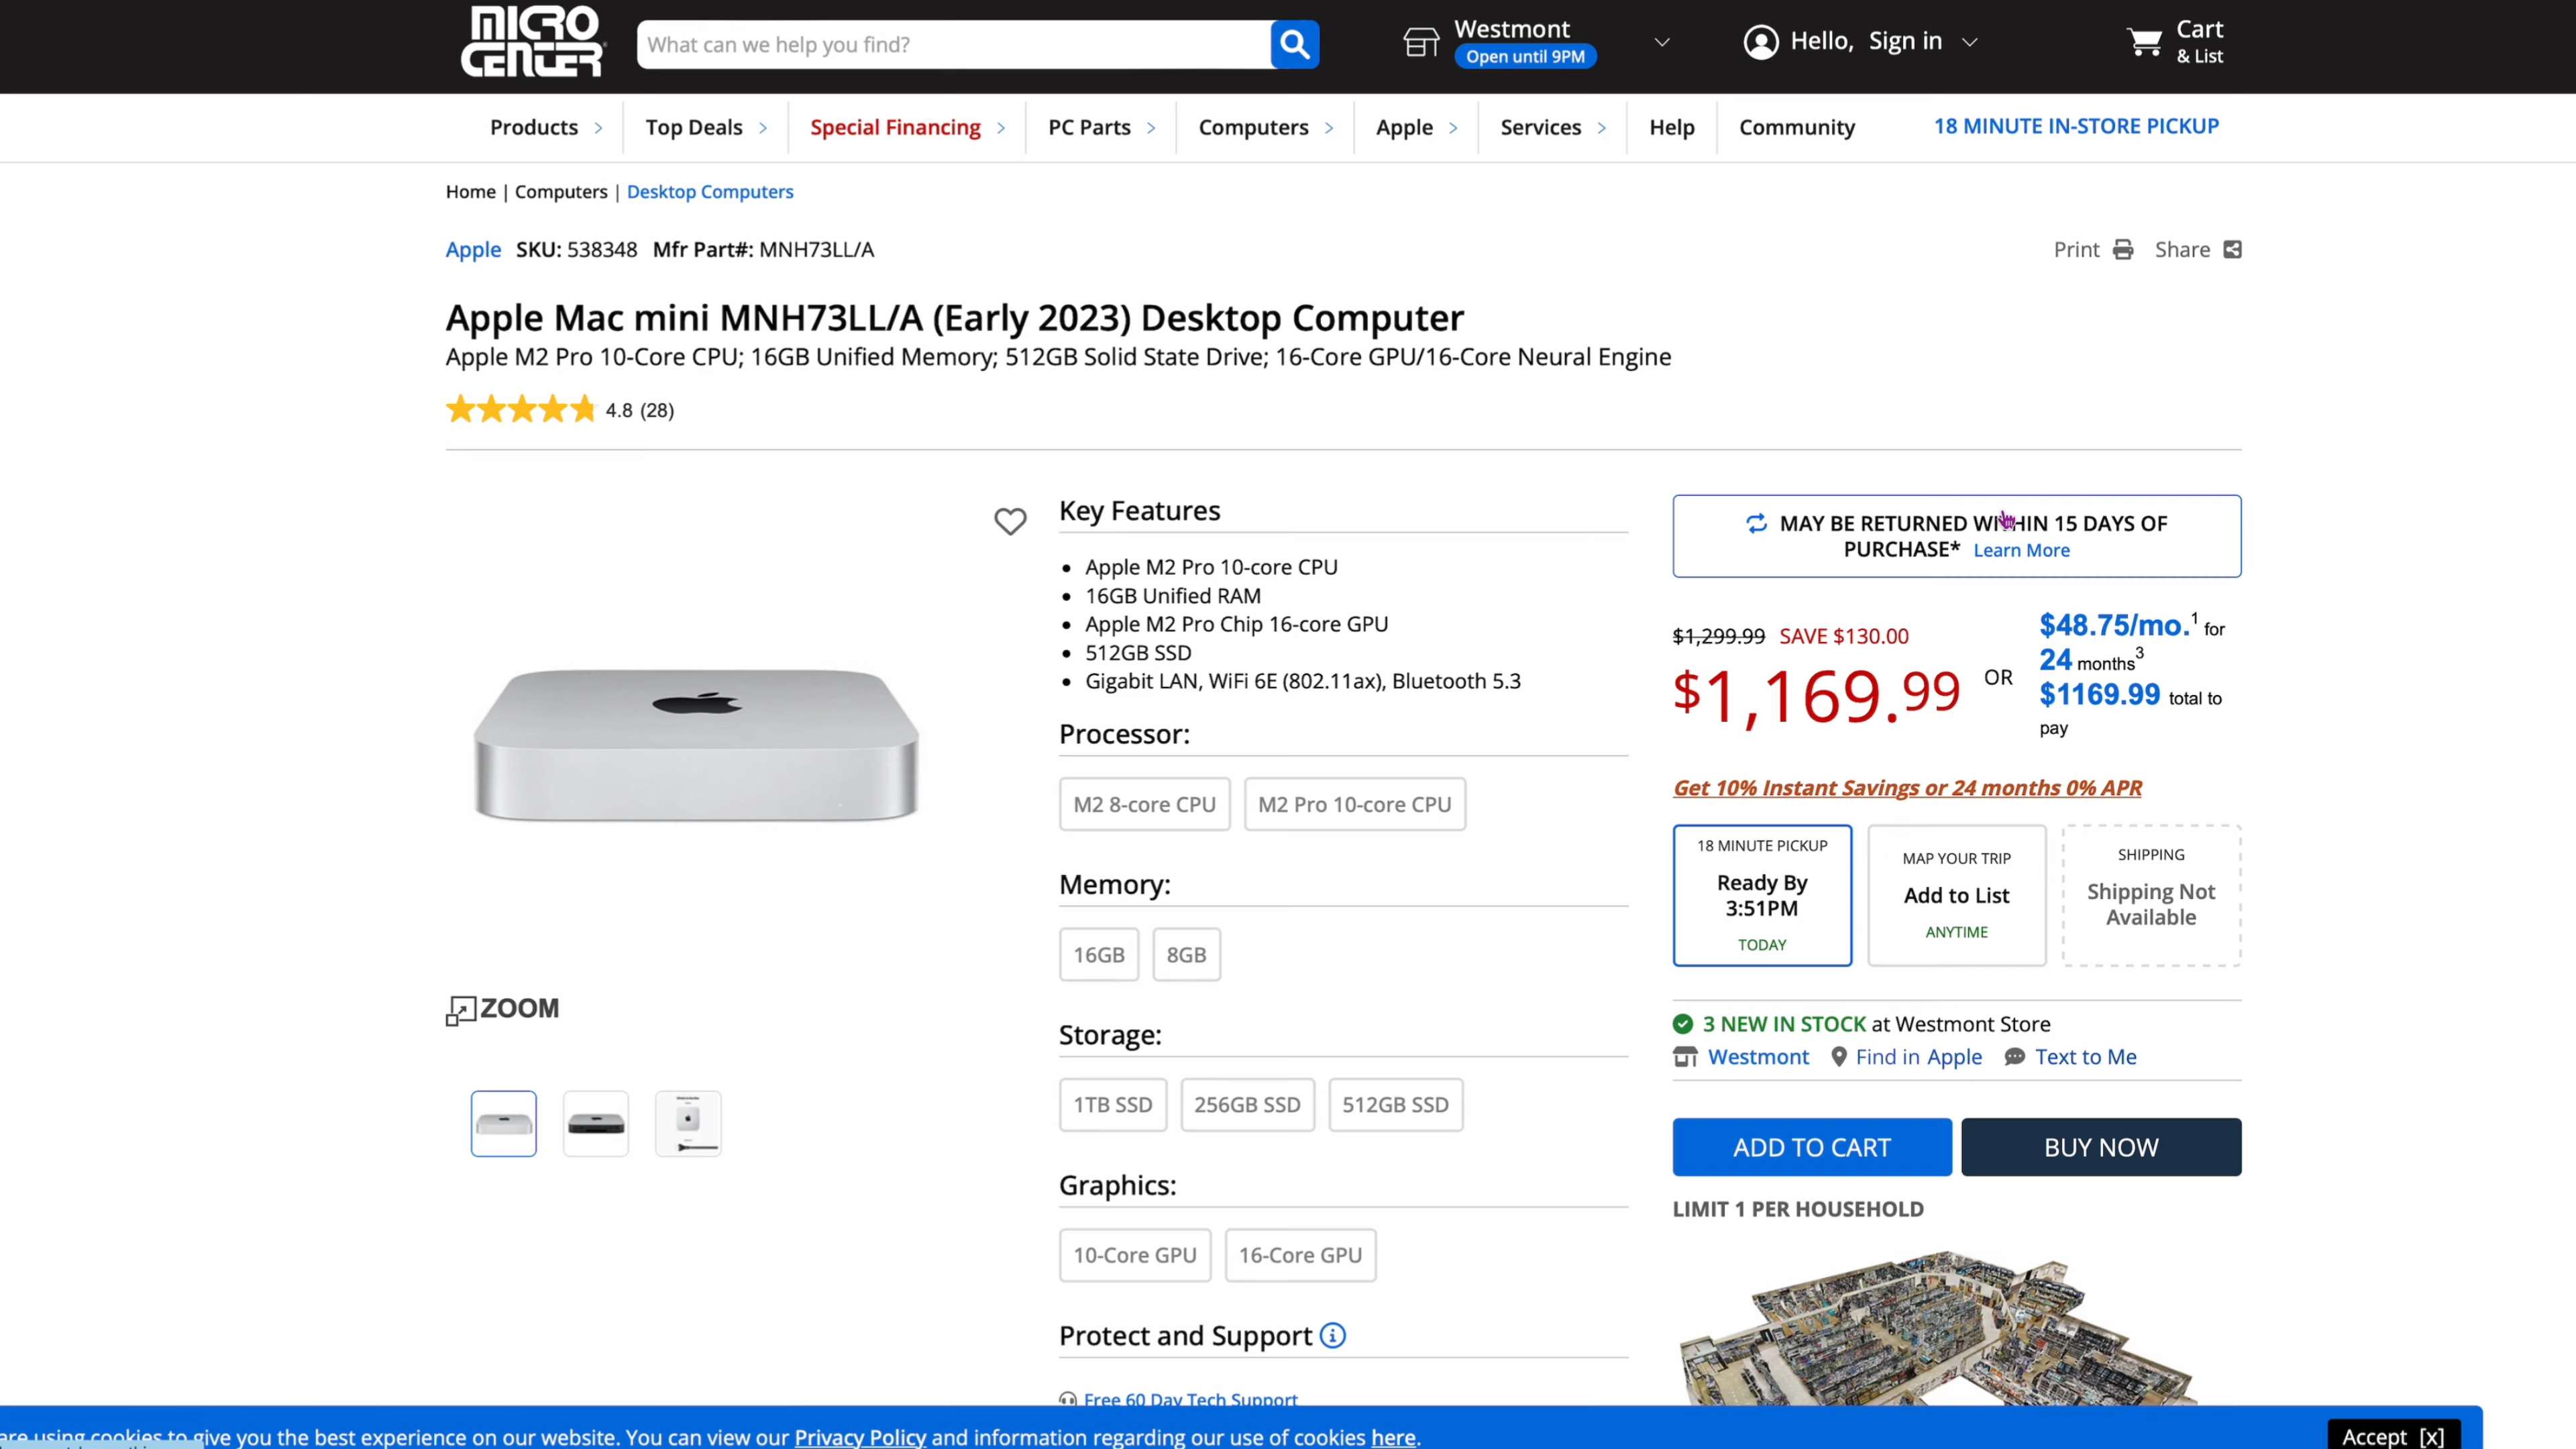 MICRO CENTER
What can we help you find?
Westmont
Open until 9PM
Hello, Sign in
Cart
& List
Products
Top Deals
Special Financing
PC Parts
Computers
Apple
Services
Help
Community
18 MINUTE IN-STORE PICKUP
Home | Computers | Desktop Computers
Apple SKU: 538348 Mfr Part#: MNH73LL/A
Print Share
Apple Mac mini MNH73LL/A (Early 2023) Desktop Computer
Apple M2 Pro 10-Core CPU; 16GB Unified Memory; 512GB Solid State Drive; 16-Core GPU/16-Core Neural Engine
4.8 (28)
ZOOM
Key Features
• Apple M2 Pro 10-core CPU
• 16GB Unified RAM
• Apple M2 Pro Chip 16-core GPU
• 512GB SSD
• Gigabit LAN, WiFi 6E (802.11ax), Bluetooth 5.3
Processor:
M2 8-core CPU
M2 Pro 10-core CPU
Memory:
16GB
8GB
Storage:
1TB SSD
256GB SSD
512GB SSD
Graphics:
10-Core GPU
16-Core GPU
Protect and Support
Free 60 Day Tech Support
MAY BE RETURNED WITHIN 15 DAYS OF
PURCHASE* Learn More
$1,299.99 SAVE $130.00
$1,169.99
OR
$48.75/mo.1 for
24 months3
$1169.99 total to
pay
Get 10% Instant Savings or 24 months 0% APR
18 MINUTE PICKUP
Ready By
3:51PM
TODAY
MAP YOUR TRIP
Add to List
ANYTIME
SHIPPING
Shipping Not
Available
3 NEW IN STOCK at Westmont Store
Westmont Find in Apple Text to Me
ADD TO CART
BUY NOW
LIMIT 1 PER HOUSEHOLD
are using cookies to give you the best experience on our website. You can view our Privacy Policy and information regarding our use of cookies here.
Accept [x]